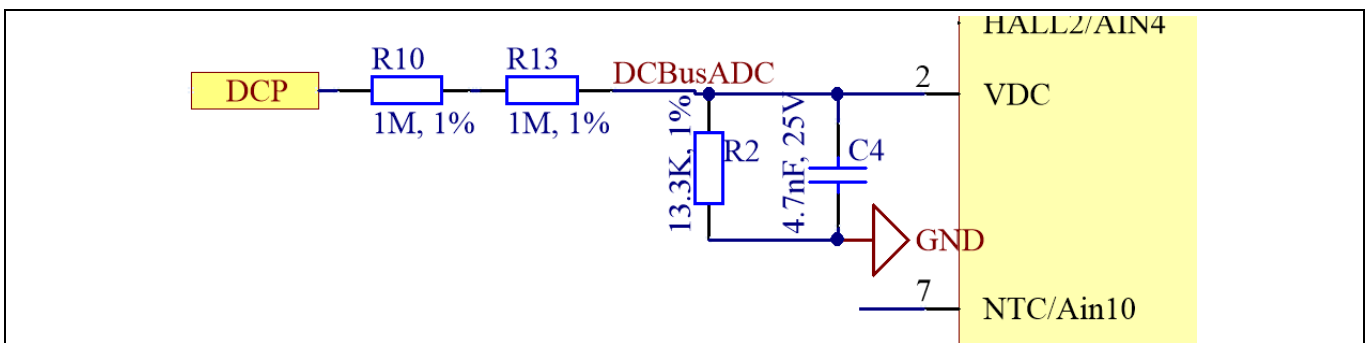 HALL2/AIN4
R10
R13
DCBusADC
2
DCP
VDC
1M, 1%
1M, 1%
13.3K, 1%
R2
4.7nF, 25V
C4
GND
7
NTC/Ain10